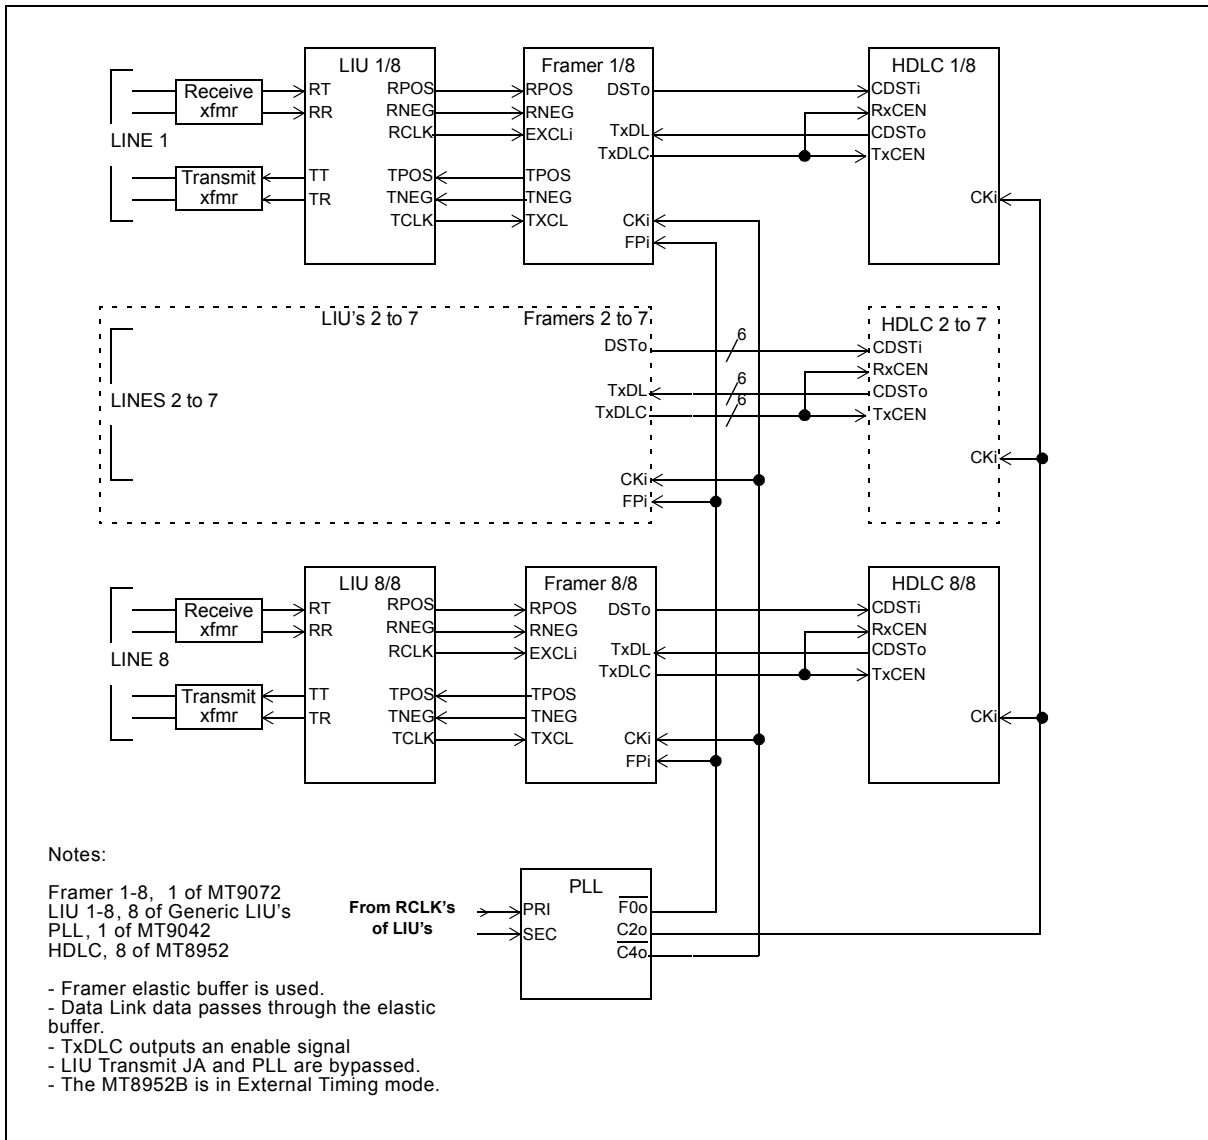 LIU 1/8
Framer 1/8
HDLC 1/8
Receive
xfmr
RT
RR
RPOS
RNEG
RCLK
RPOS
RNEG
EXCLi
DSTo
TxDL
TxDLC
CDSTi
RxCEN
CDSTo
TxCEN
LINE 1
Transmit
xfmr
TT
TR
TPOS
TNEG
TCLK
TPOS
TNEG
TXCL
CKi
FPi
CKi
LIU's 2 to 7
Framers 2 to 7
HDLC 2 to 7
DSTo
6
CDSTi
RxCEN
LINES 2 to 7
TxDL
6
CDSTo
TxDLC
6
TxCEN
CKi
CKi
FPi
LIU 8/8
Framer 8/8
HDLC 8/8
Receive
xfmr
RT
RR
RPOS
RNEG
RCLK
RPOS
RNEG
EXCLi
DSTo
TxDL
TxDLC
CDSTi
RxCEN
CDSTo
TxCEN
LINE 8
Transmit
xfmr
TT
TR
TPOS
TNEG
TCLK
TPOS
TNEG
TXCL
CKi
FPi
CKi
Notes:
Framer 1-8, 1 of MT9072
LIU 1-8, 8 of Generic LIU's
PLL, 1 of MT9042
HDLC, 8 of MT8952
- Framer elastic buffer is used.
- Data Link data passes through the elastic
buffer.
- TxDLC outputs an enable signal
- LIU Transmit JA and PLL are bypassed.
- The MT8952B is in External Timing mode.
From RCLK's
of LIU's
PLL
PRI
SEC
F0o
C2o
C4o